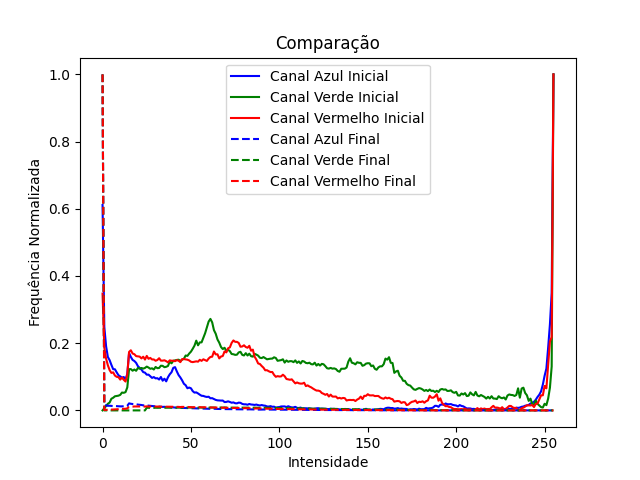 Comparação
Canal Azul Inicial
Canal Verde Inicial
Canal Vermelho Inicial
Canal Azul Final
Canal Verde Final
Canal Vermelho Final
Frequência Normalizada
1.0
0.8
0.6
0.4
0.2
0.0
0 50 100 150 200 250
Intensidade